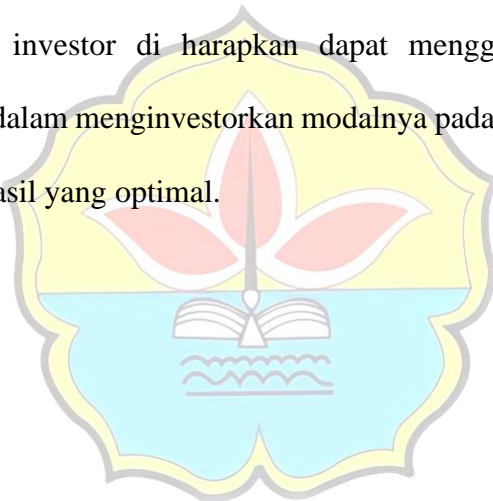 investor di harapkan dapat mengg
dalam menginvestorkan modalnya pada
asil yang optimal.